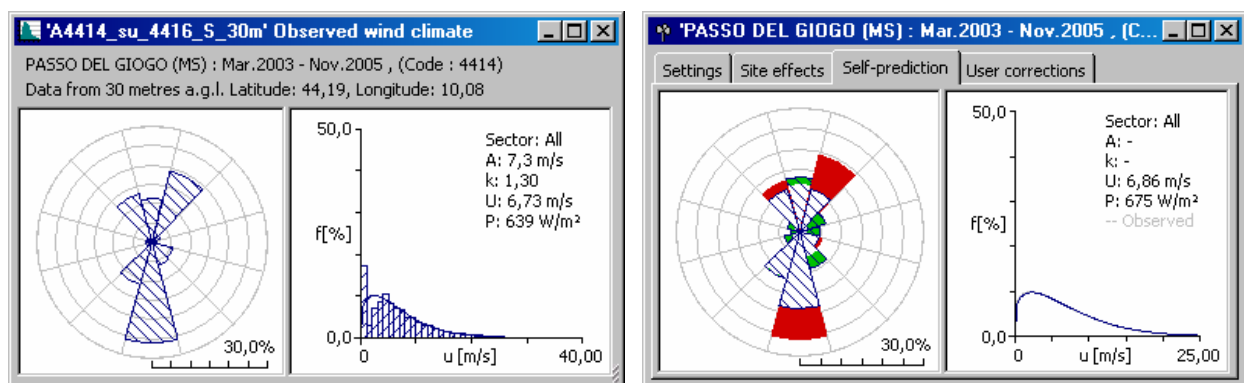 'A4414_su_4416_S_30m' Observed wind climate
PASSO DEL GIOGO (MS) : Mar.2003 - Nov.2005 , (Code : 4414)
Data from 30 metres a.g.l. Latitude: 44,19, Longitude: 10,08
30,0%
50,0
f[%]
0,0
0
u [m/s]
40,00
Sector: All
A: 7,3 m/s
k: 1,30
U: 6,73 m/s
P: 639 W/m²
'PASSO DEL GIOGO (MS) : Mar.2003 - Nov.2005 , (C...
Settings
Site effects
Self-prediction
User corrections
30,0%
50,0
f[%]
0,0
0
u [m/s]
25,00
Sector: All
A: -
k: -
U: 6,86 m/s
P: 675 W/m²
-- Observed